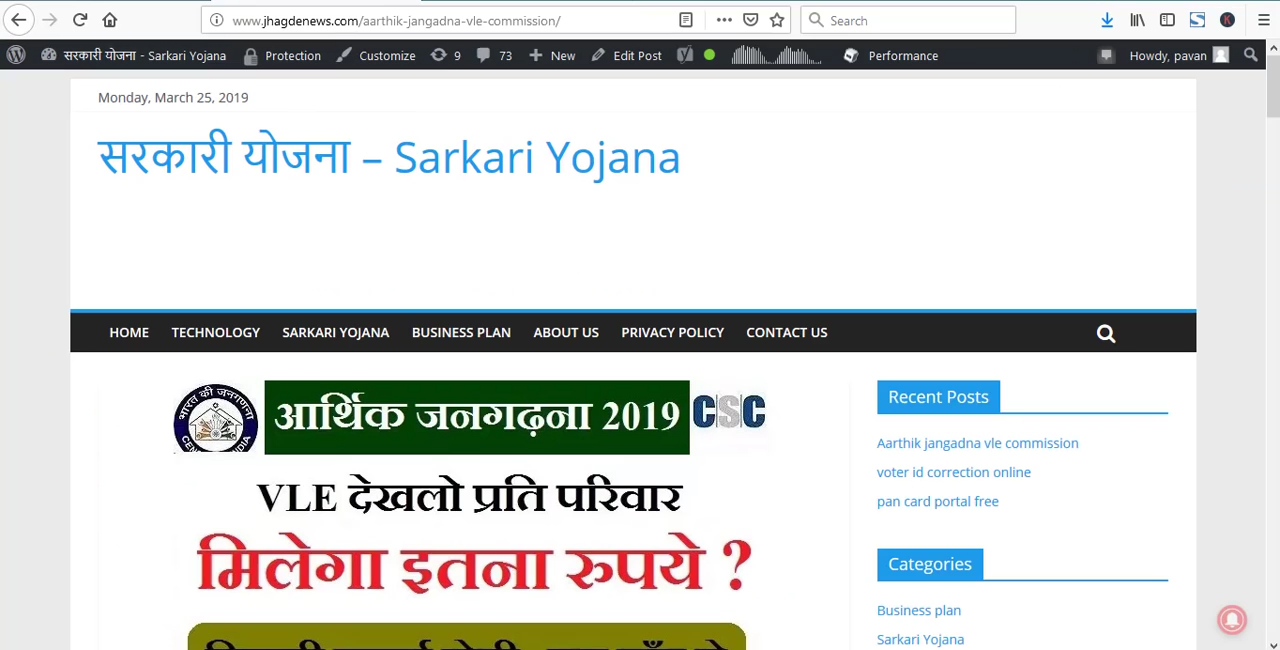 www.jhagdenews.com/aarthik-jangadna-vle-commission/
Search
सरकारी योजना - Sarkari Yojana Protection Customize 9 73 New Edit Post Performance Howdy, pavan
Monday, March 25, 2019
सरकारी योजना – Sarkari Yojana
HOME TECHNOLOGY SARKARI YOJANA BUSINESS PLAN ABOUT US PRIVACY POLICY CONTACT US
भारत की जनगणना
आर्थिक जनगढ़ना 2019
CSC
VLE देखलो प्रति परिवार
मिलेगा इतना रुपये ?
Recent Posts
Aarthik jangadna vle commission
voter id correction online
pan card portal free
Categories
Business plan
Sarkari Yojana